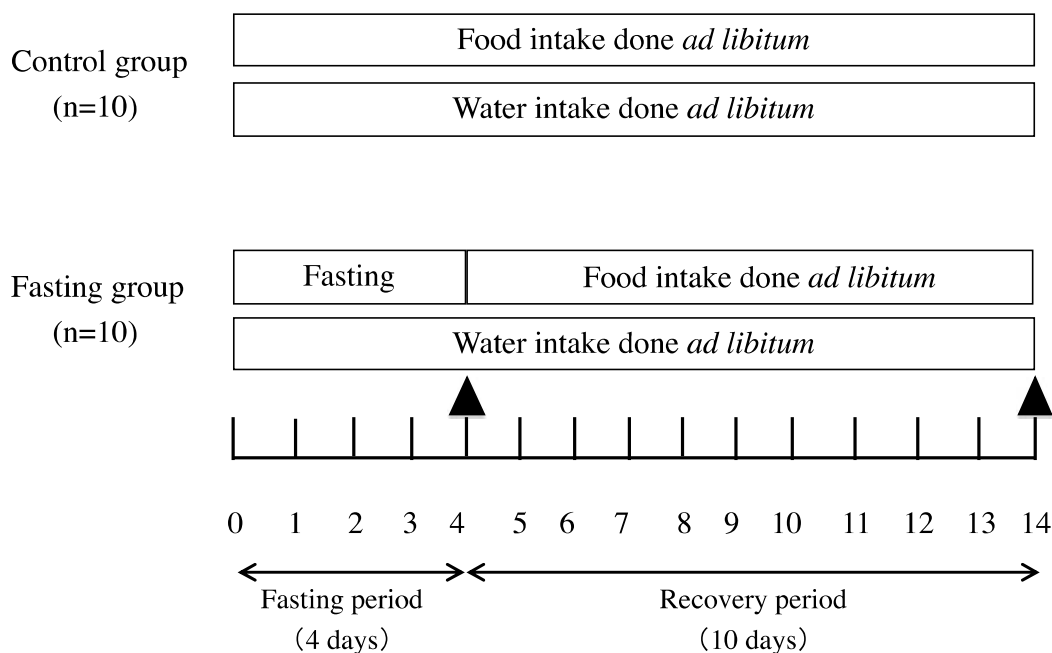 Control group
(n=10)
Food intake done ad libitum
Water intake done ad libitum
Fasting group
(n=10)
Fasting
Food intake done ad libitum
Water intake done ad libitum
0 1 2 3 4 5 6 7 8 9 10 11 12 13 14
Fasting period
（4 days）
Recovery period
（10 days）